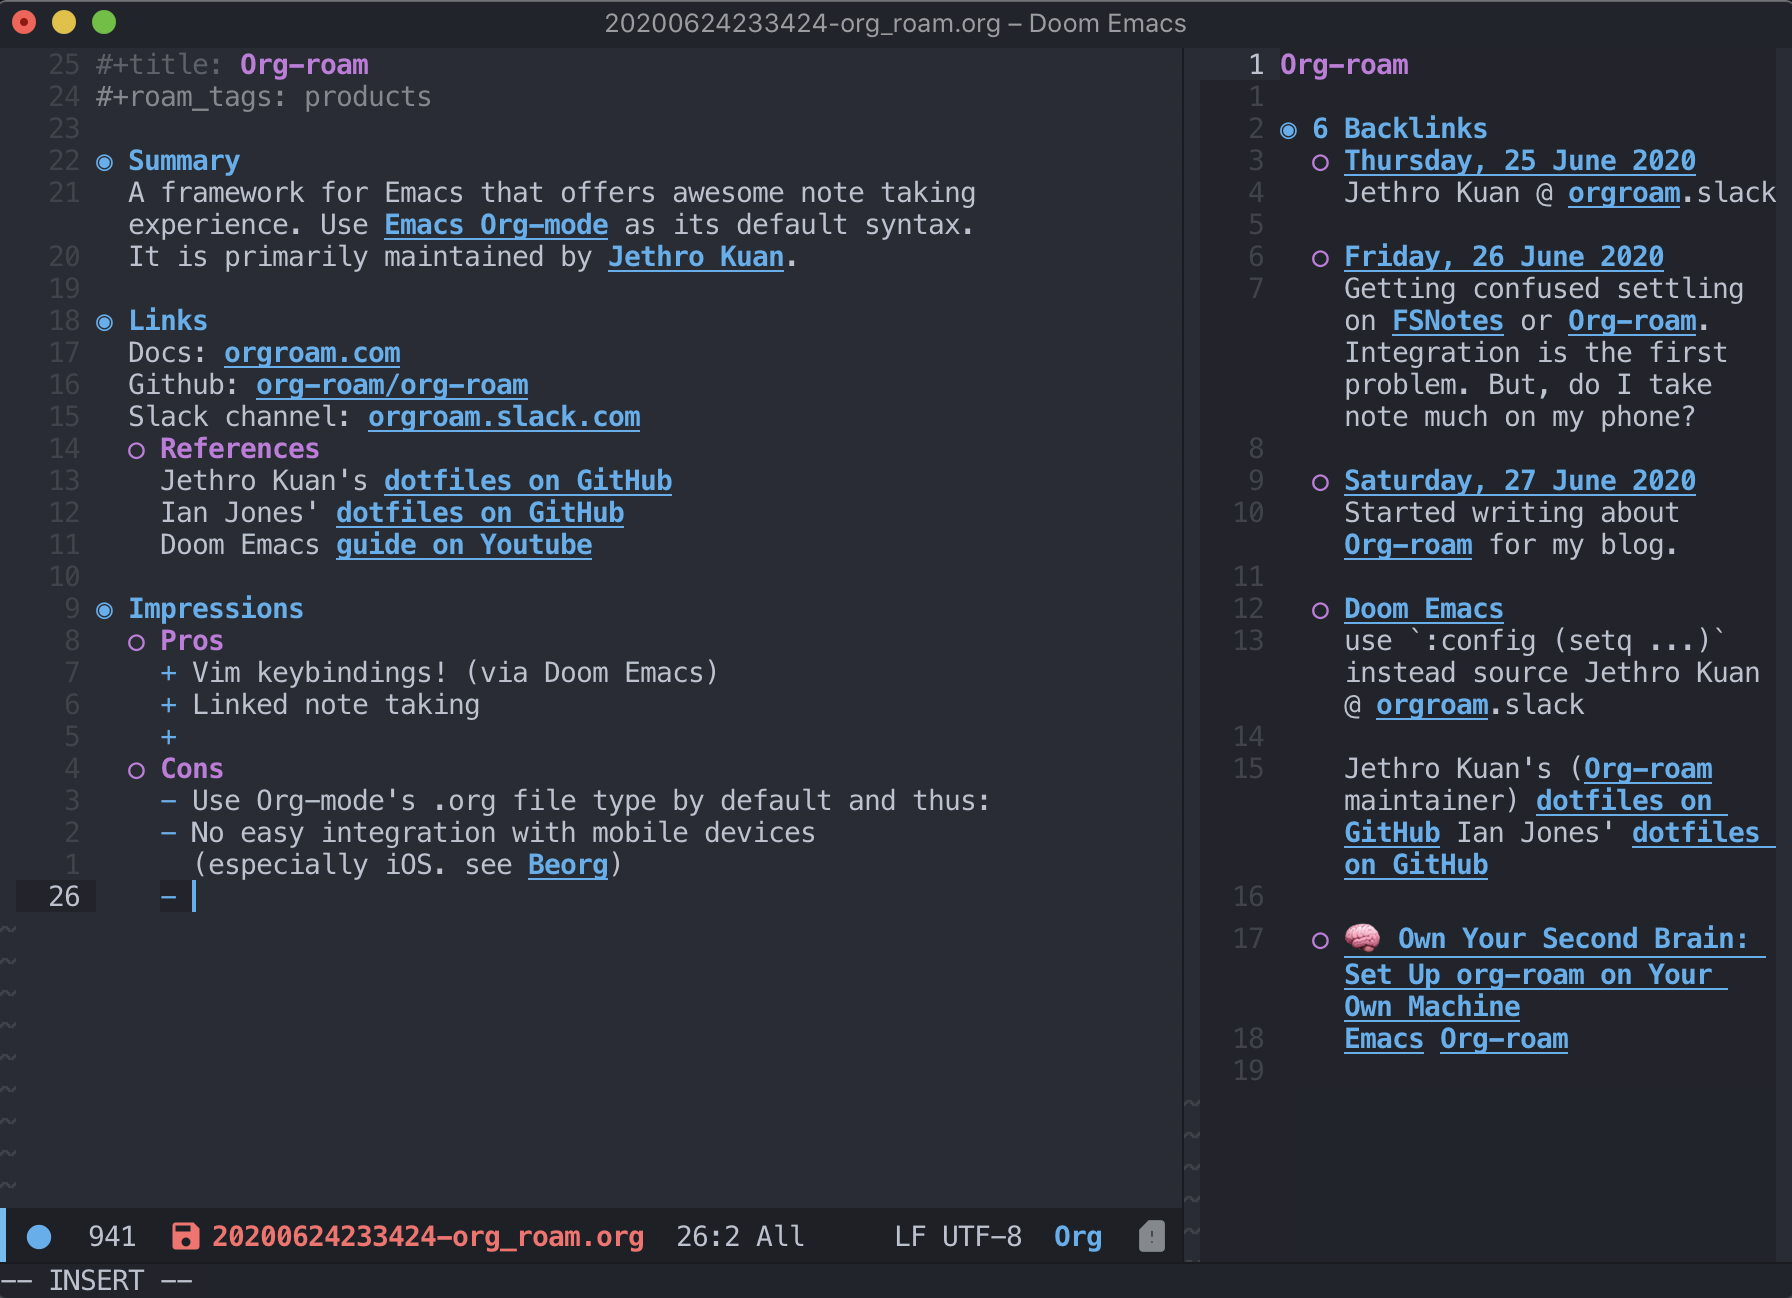 20200624233424-org_roam.org – Doom Emacs
25 #+title: Org-roam
24 #+roam_tags: products
23
22 ◉ Summary
21 A framework for Emacs that offers awesome note taking
experience. Use Emacs Org-mode as its default syntax.
20 It is primarily maintained by Jethro Kuan.
19
18 ◉ Links
17 Docs: orgroam.com
16 Github: org-roam/org-roam
15 Slack channel: orgroam.slack.com
14 ○ References
13 Jethro Kuan's dotfiles on GitHub
12 Ian Jones' dotfiles on GitHub
11 Doom Emacs guide on Youtube
10
9 ◉ Impressions
8 ○ Pros
7 + Vim keybindings! (via Doom Emacs)
6 + Linked note taking
5 +
4 ○ Cons
3 - Use Org-mode's .org file type by default and thus:
2 - No easy integration with mobile devices
1 (especially iOS. see Beorg)
26 -
~
~
~
~
~
~
~
~
~
1 Org-roam
1
2 ◉ 6 Backlinks
3 ○ Thursday, 25 June 2020
4 Jethro Kuan @ orgroam.slack
5
6 ○ Friday, 26 June 2020
7 Getting confused settling
on FSNotes or Org-roam.
Integration is the first
problem. But, do I take
note much on my phone?
8
9 ○ Saturday, 27 June 2020
10 Started writing about
Org-roam for my blog.
11
12 ○ Doom Emacs
13 use `:config (setq ...)`
instead source Jethro Kuan
@ orgroam.slack
14
15 Jethro Kuan's (Org-roam
maintainer) dotfiles on
GitHub Ian Jones' dotfiles
on GitHub
16
17 ○ 🧠 Own Your Second Brain:
Set Up org-roam on Your
Own Machine
18 Emacs Org-roam
19
~
~
~
~
~
~
941 20200624233424-org_roam.org 26:2 All LF UTF-8 Org !
-- INSERT --